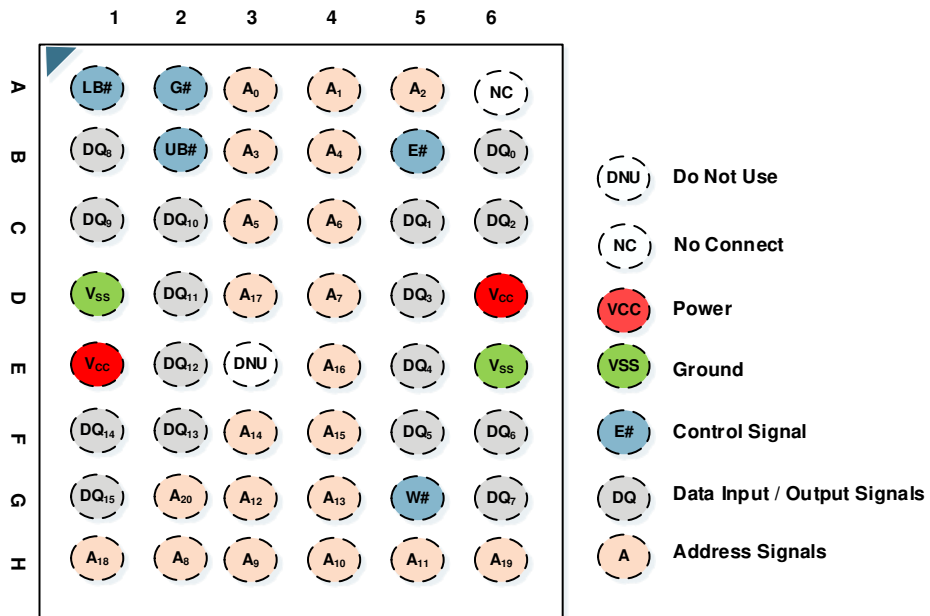 1 2 3 4 5 6
A LB# G# A0 A1 A2 NC
B DQ8 UB# A3 A4 E# DQ0
C DQ9 DQ10 A5 A6 DQ1 DQ2
D VSS DQ11 A17 A7 DQ3 VCC
E VCC DQ12 DNU A16 DQ4 VSS
F DQ14 DQ13 A14 A15 DQ5 DQ6
G DQ15 A20 A12 A13 W# DQ7
H A18 A8 A9 A10 A11 A19
DNU Do Not Use
NC No Connect
VCC Power
VSS Ground
E# Control Signal
DQ Data Input / Output Signals
A Address Signals